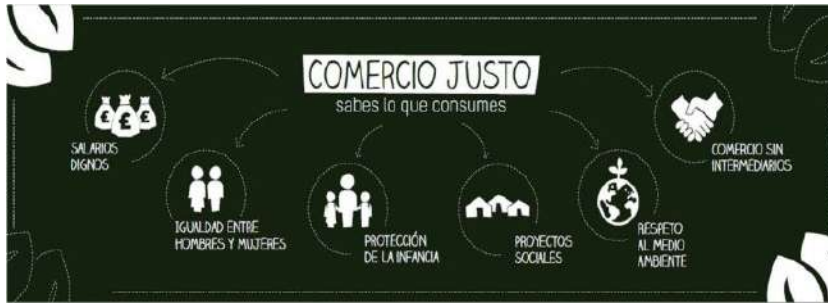 COMERCIO JUSTO
sabes lo que consumes
SALARIOS
DIGNOS
IGUALDAD ENTRE
HOMBRES Y MUJERES
PROTECCIÓN
DE LA INFANCIA
PROYECTOS
SOCIALES
RESPETO
AL MEDIO
AMBIENTE
COMERCIO SIN
INTERMEDIARIOS
£ £ £